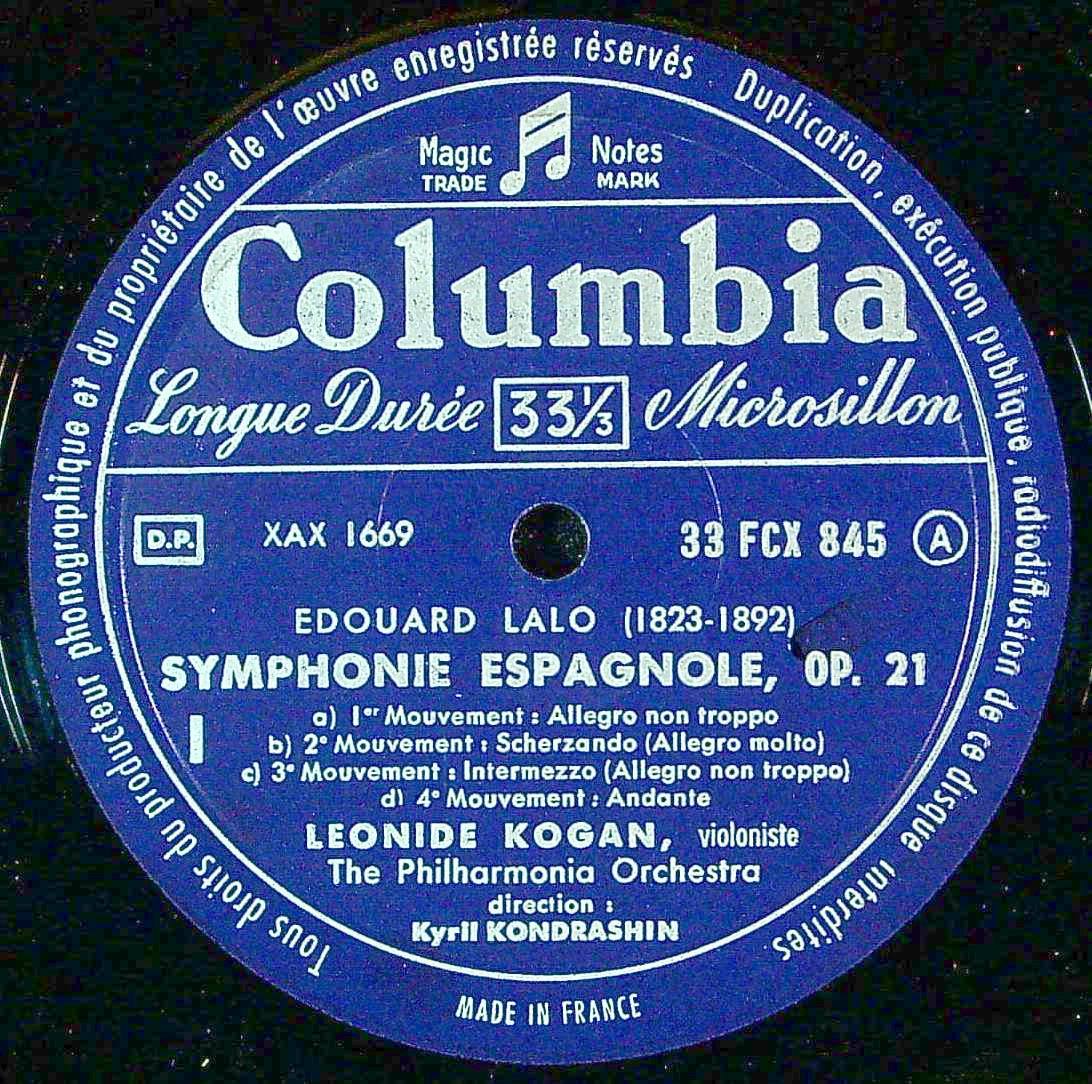 Tous droits du producteur phonographique et du propriétaire de l'œuvre enregistrée réservés. Duplication, exécution publique, radiodiffusion de ce disque interdites.
Magic Notes
TRADE MARK
Columbia
Longue Durée 33⅓ Microsillon
D.P. XAX 1669 33 FCX 845 A
EDOUARD LALO (1823-1892)
SYMPHONIE ESPAGNOLE, OP. 21
I
a) 1er Mouvement : Allegro non troppo
b) 2e Mouvement : Scherzando (Allegro molto)
c) 3e Mouvement : Intermezzo (Allegro non troppo)
d) 4e Mouvement : Andante
LEONIDE KOGAN, violoniste
The Philharmonia Orchestra
direction :
Kyril KONDRASHIN
MADE IN FRANCE